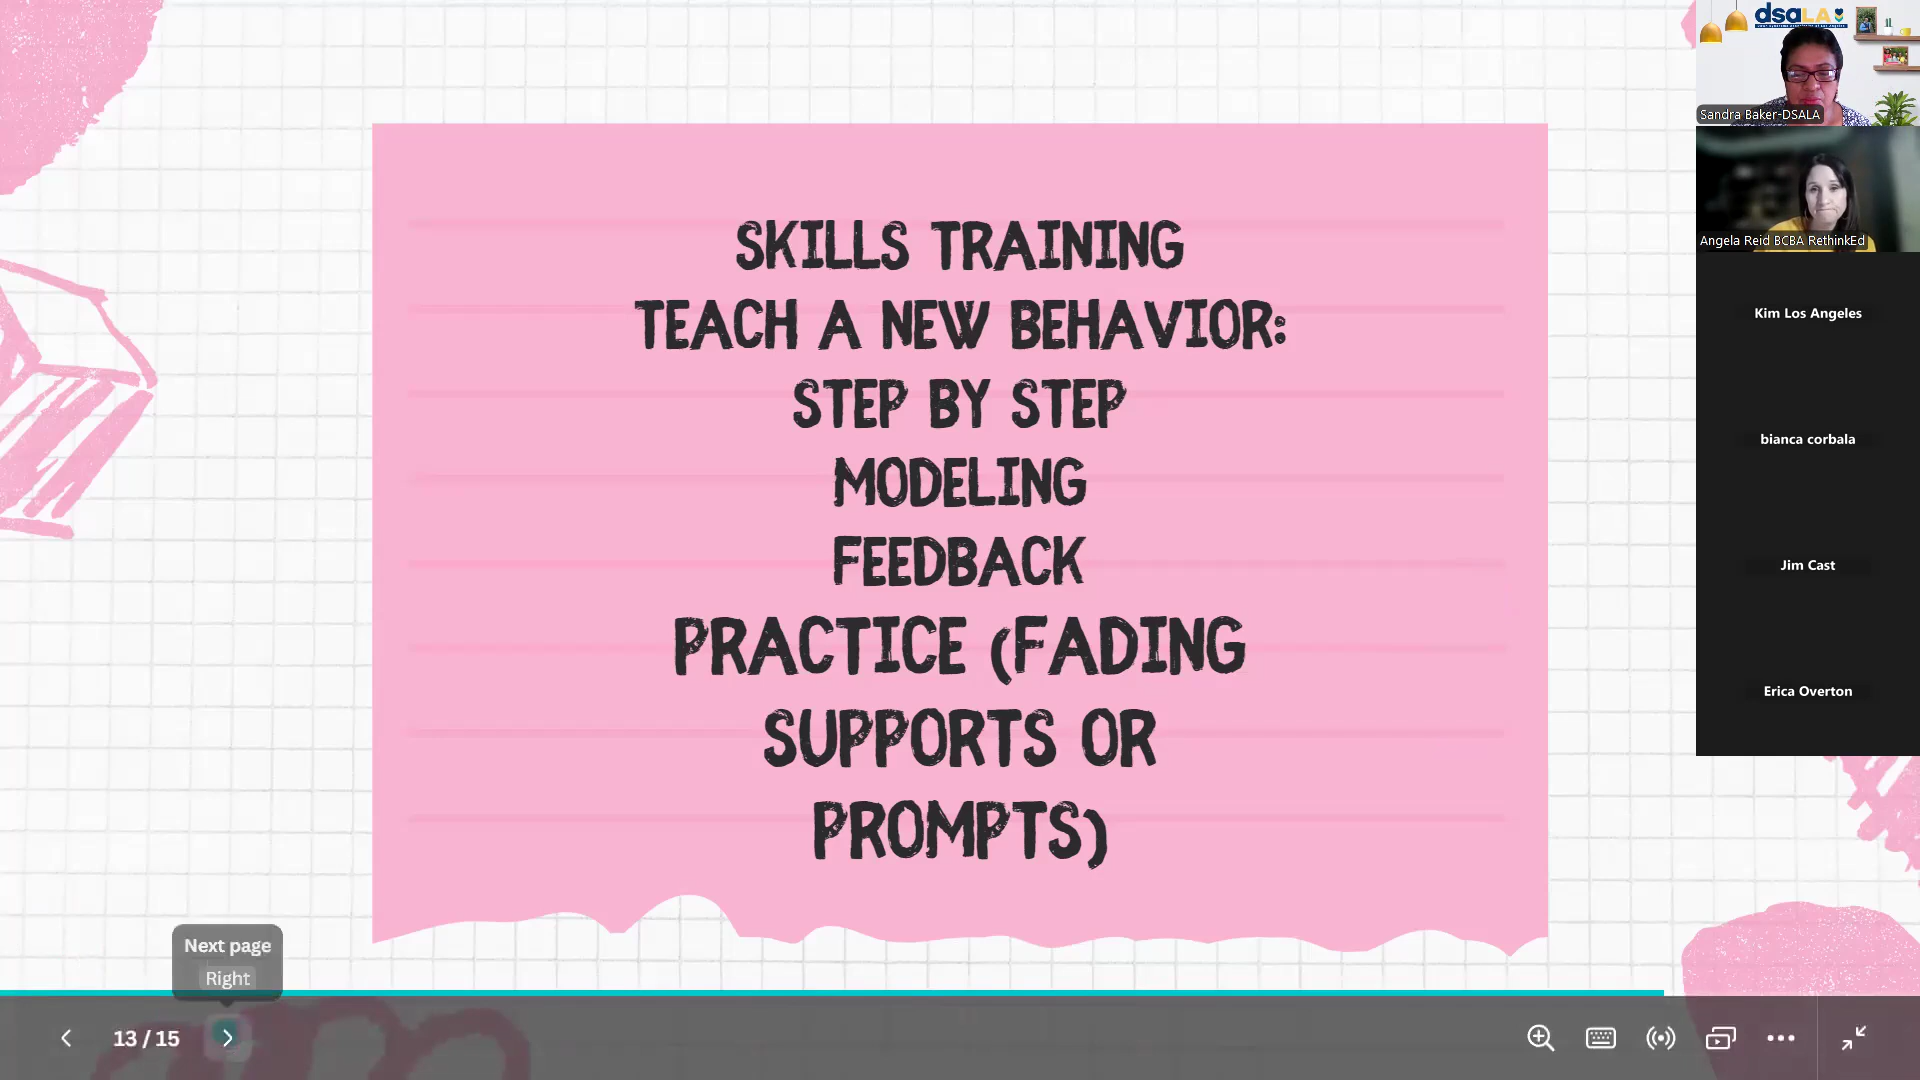 SKILLS TRAINING
TEACH A NEW BEHAVIOR:
STEP BY STEP
MODELING
FEEDBACK
PRACTICE (FADING
SUPPORTS OR
PROMPTS)
dsaLA
Sandra Baker-DSALA
Angela Reid BCBA RethinkEd
Kim Los Angeles
bianca corbala
Jim Cast
Erica Overton
Next page
Right
13 / 15